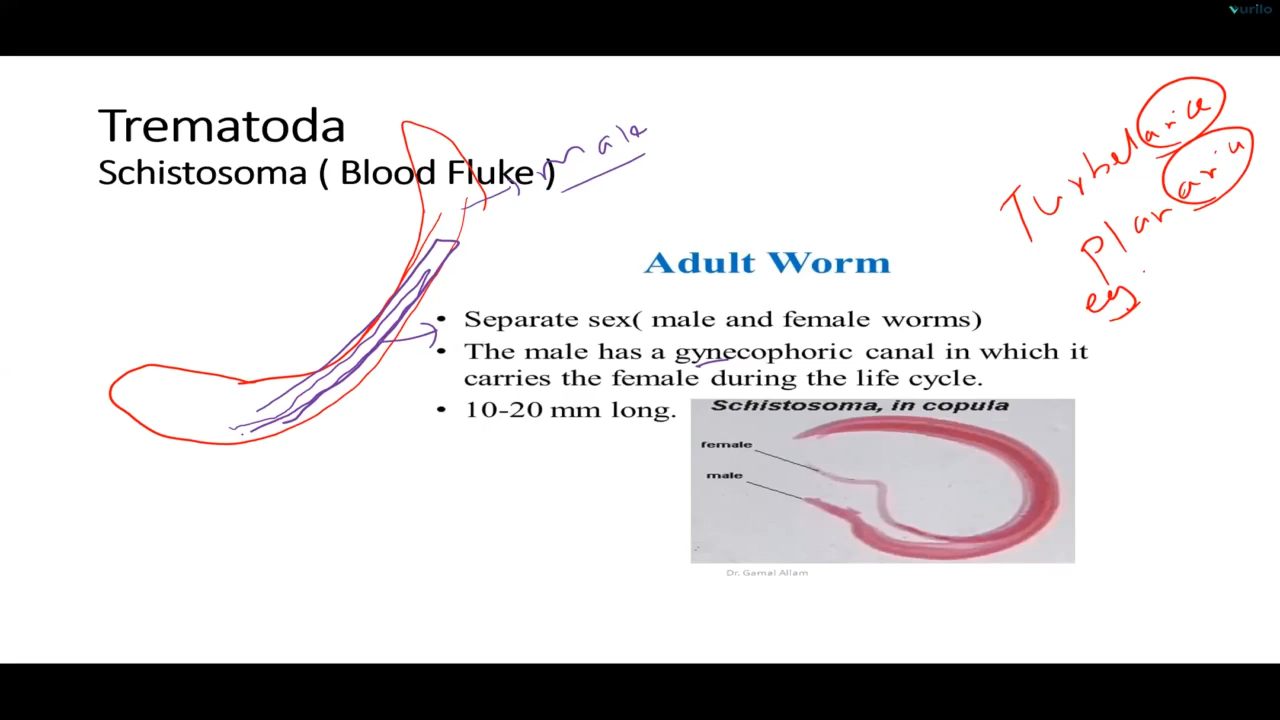 Vurilo
Trematoda
Schistosoma ( Blood Fluke )
male
Turbelaria
Planaria
eg.
Adult Worm
• Separate sex( male and female worms)
• The male has a gynecophoric canal in which it
carries the female during the life cycle.
• 10-20 mm long.
Schistosoma, in copula
female
male
Dr. Gamal Allam